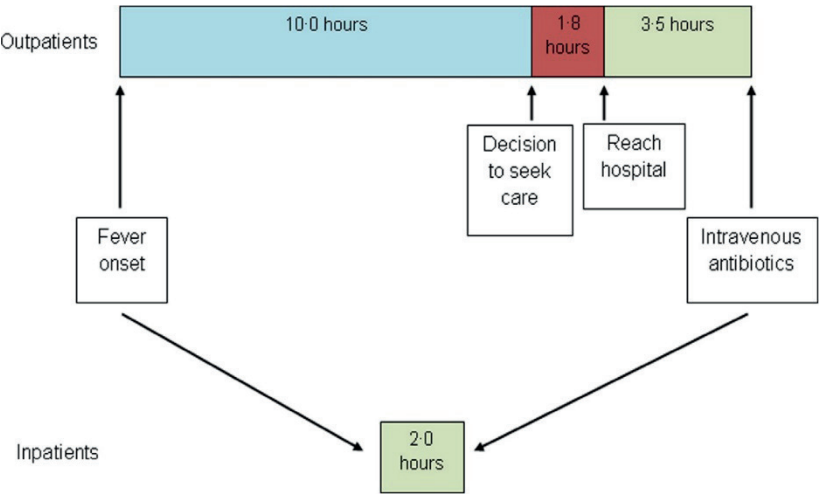 Outpatients
10·0 hours
1·8
hours
3·5 hours
Decision
to seek
care
Reach
hospital
Fever
onset
Intravenous
antibiotics
Inpatients
2·0
hours